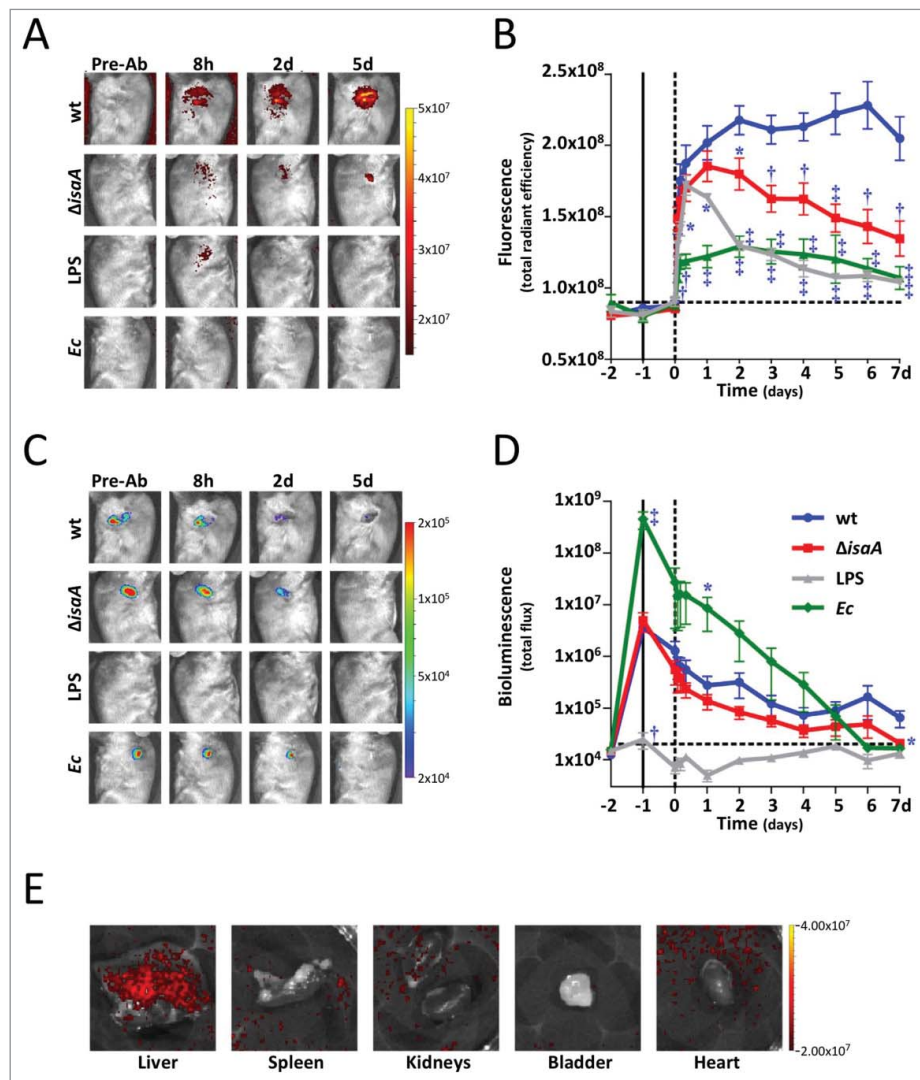 A
Pre-Ab 8h 2d 5d
wt
ΔisaA
LPS
Ec
5x10⁷
4x10⁷
3x10⁷
2x10⁷
B
Fluorescence
(total radiant efficiency)
2.5x10⁸
2.0x10⁸
1.5x10⁸
1.0x10⁸
0.5x10⁸
* † † ‡ † †
* *
‡ ‡ ‡ ‡ ‡ ‡
‡ ‡ ‡ ‡ ‡ ‡ ‡ ‡
-2 -1 0 1 2 3 4 5 6 7d
Time (days)
C
Pre-Ab 8h 2d 5d
wt
ΔisaA
LPS
Ec
2x10⁵
1x10⁵
5x10⁴
2x10⁴
D
Bioluminescence
(total flux)
1x10⁹
1x10⁸
1x10⁷
1x10⁶
1x10⁵
1x10⁴
‡
*
†
*
wt
ΔisaA
LPS
Ec
-2 -1 0 1 2 3 4 5 6 7d
Time (days)
E
4.00x10⁷
2.00x10⁷
Liver Spleen Kidneys Bladder Heart